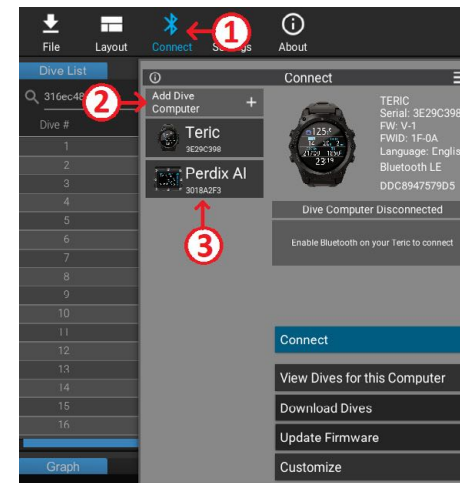 File
Layout
Connect
Settings
About
1
Dive List
316ec48
Dive #
1
2
3
4
5
6
7
8
9
10
11
12
13
14
15
16
Graph
2
Connect
Add Dive
Computer +
Teric
3E29C398
Perdix AI
3018A2F3
3
TERIC
Serial: 3E29C398
FW: V-1
FWID: 1F-0A
Language: Englis
Bluetooth LE
DDC8947579D5
Dive Computer Disconnected
Enable Bluetooth on your Teric to connect
Connect
View Dives for this Computer
Download Dives
Update Firmware
Customize